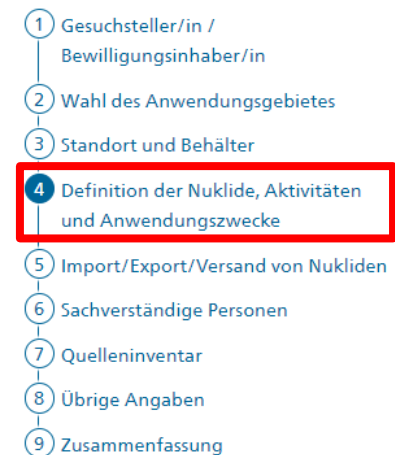 1 Gesuchsteller/in /
Bewilligungsinhaber/in
2 Wahl des Anwendungsgebietes
3 Standort und Behälter
4 Definition der Nuklide, Aktivitäten
und Anwendungszwecke
5 Import/Export/Versand von Nukliden
6 Sachverständige Personen
7 Quelleninventar
8 Übrige Angaben
9 Zusammenfassung